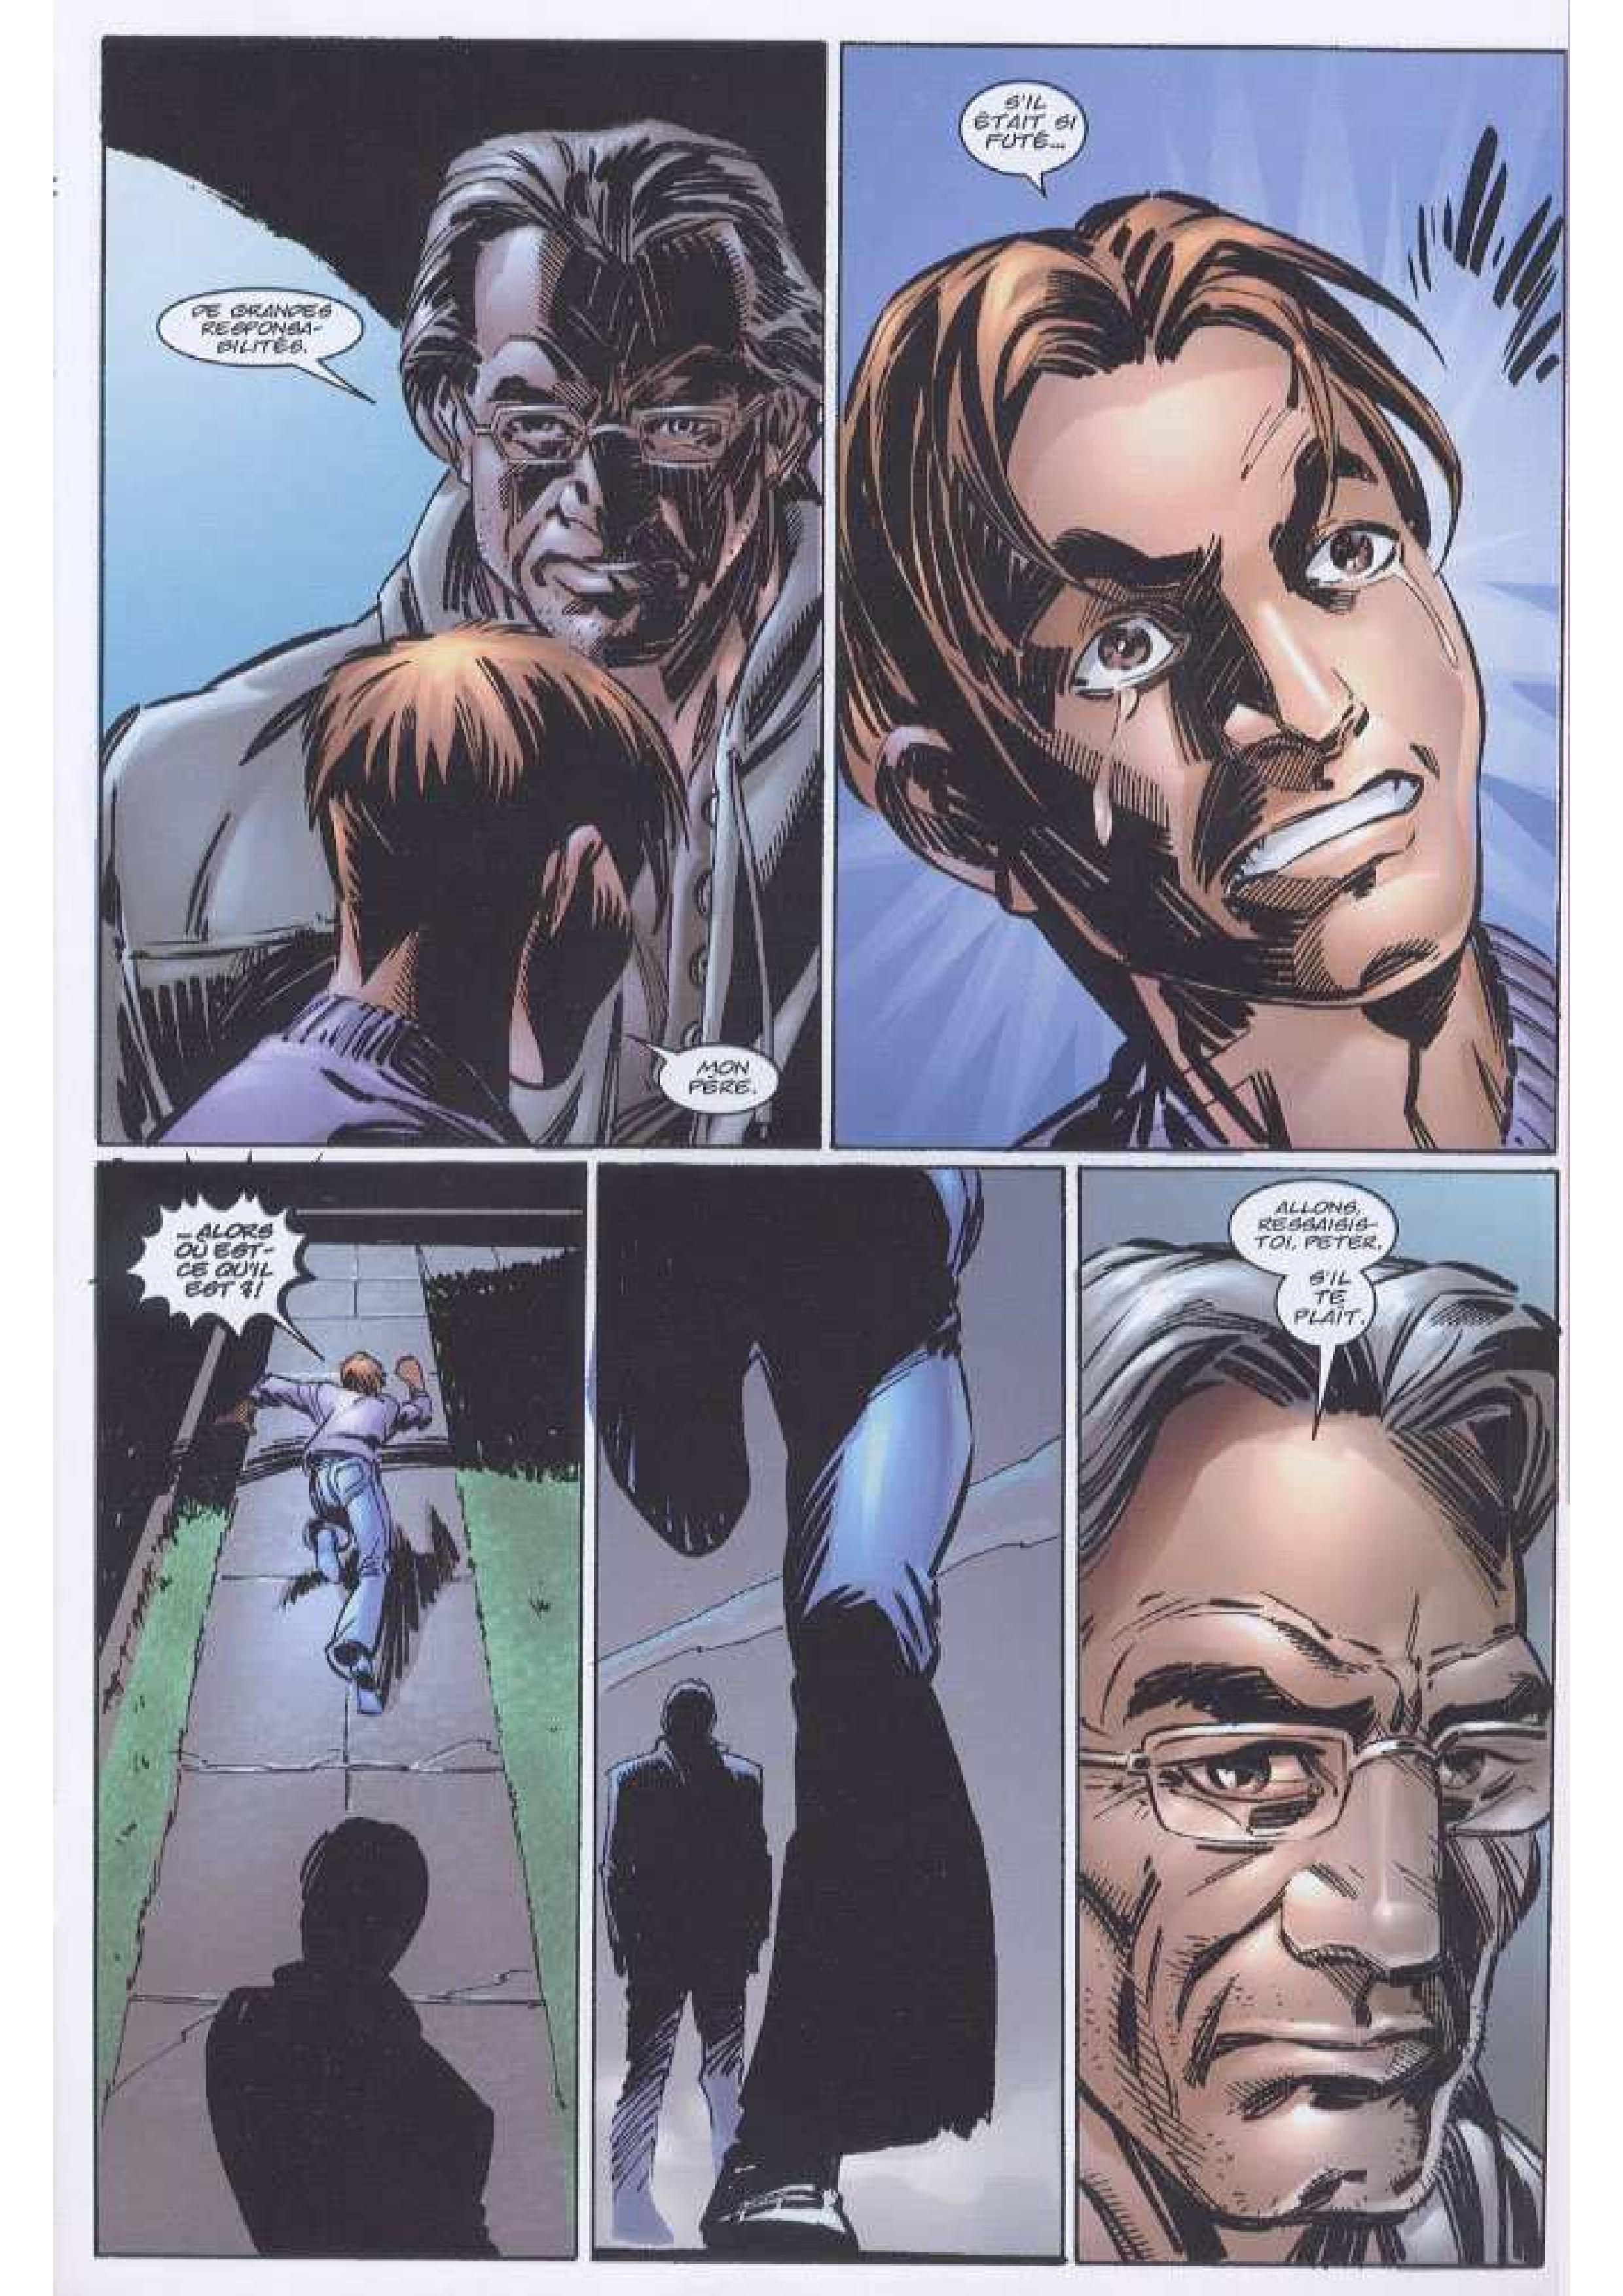 DE GRANDES
RESPONSA-
BILITÉS.
MON
PÈRE.
S'IL
ÉTAIT SI
FUTÉ...
...ALORS
OÙ EST-
CE QU'IL
EST ?!
ALLONS,
RESSAISIS-
TOI, PETER.
S'IL
TE
PLAÎT.